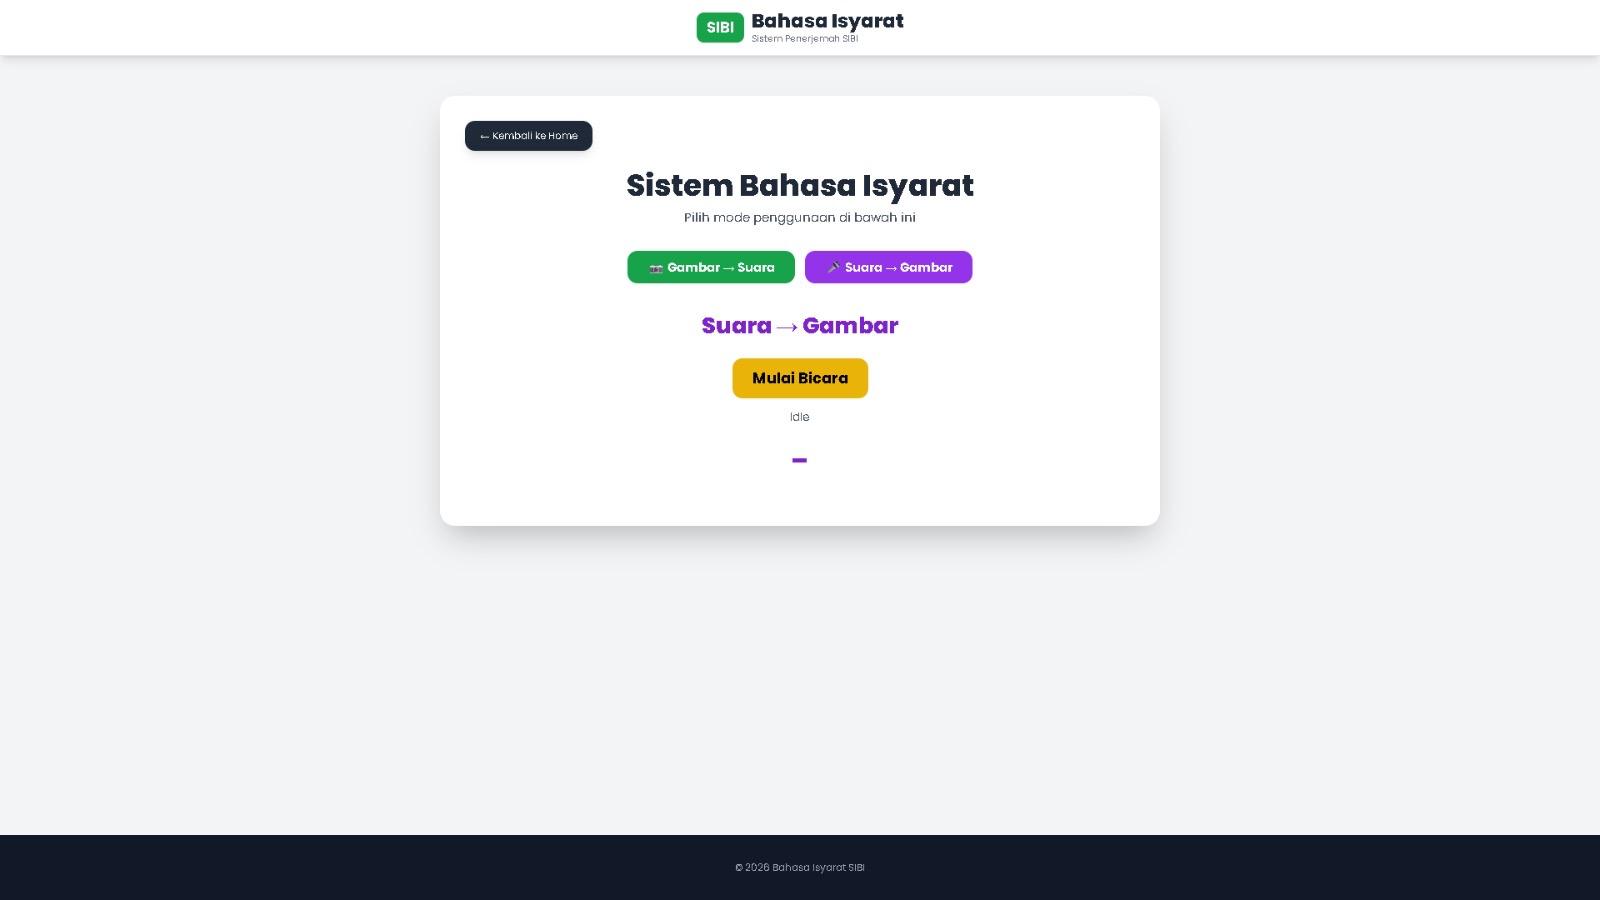 SIBI
Bahasa Isyarat
Sistem Penerjemah SIBI
← Kembali ke Home
Sistem Bahasa Isyarat
Pilih mode penggunaan di bawah ini
📷 Gambar → Suara
🎤 Suara → Gambar
Suara → Gambar
Mulai Bicara
Idle
–
© 2026 Bahasa Isyarat SIBI